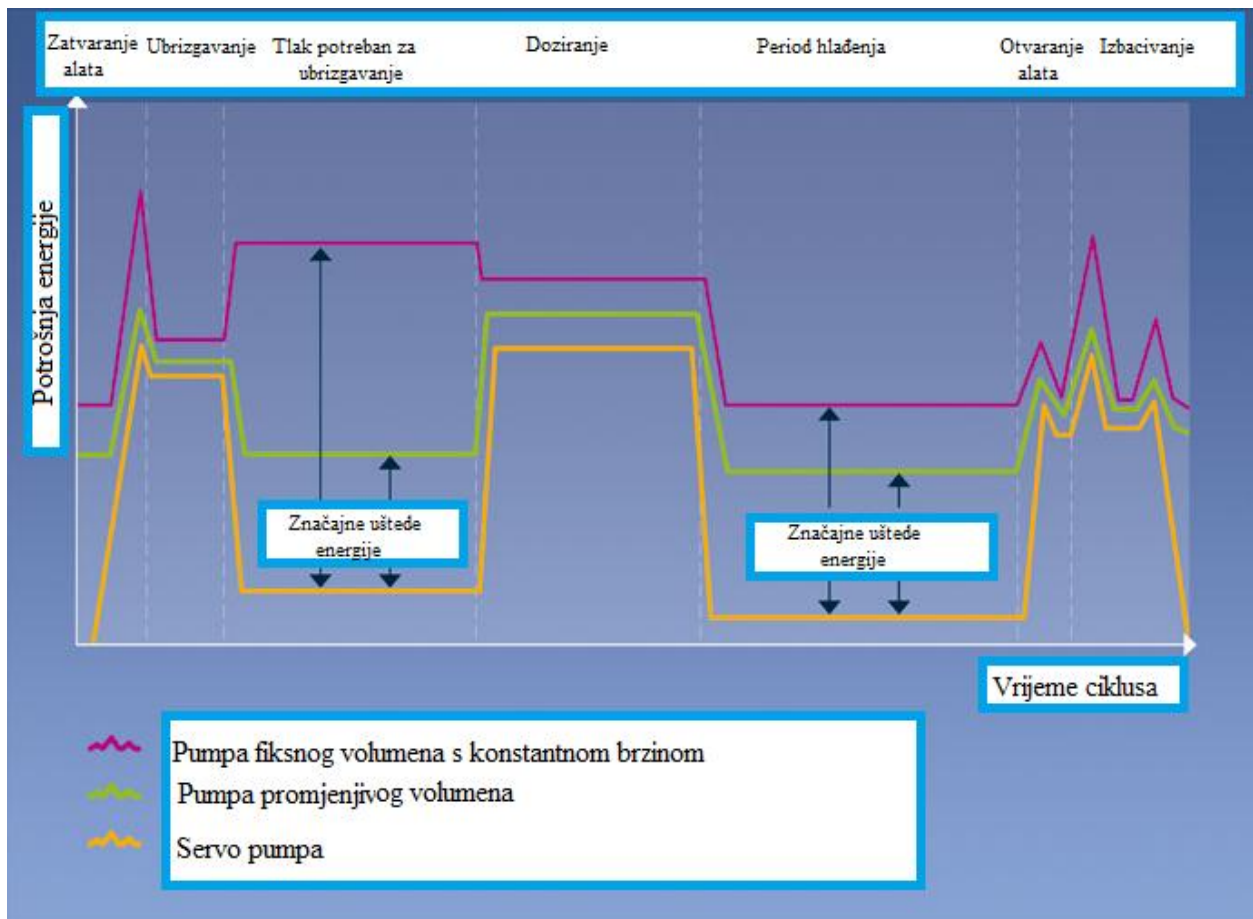 Zatvaranje
alata
Ubrizgavanje
Tlak potreban za
ubrizgavanje
Doziranje
Period hlađenja
Otvaranje
alata
Izbacivanje
Potrošnja energije
Značajne uštede
energije
Značajne uštede
energije
Vrijeme ciklusa
Pumpa fiksnog volumena s konstantnom brzinom
Pumpa promjenjivog volumena
Servo pumpa